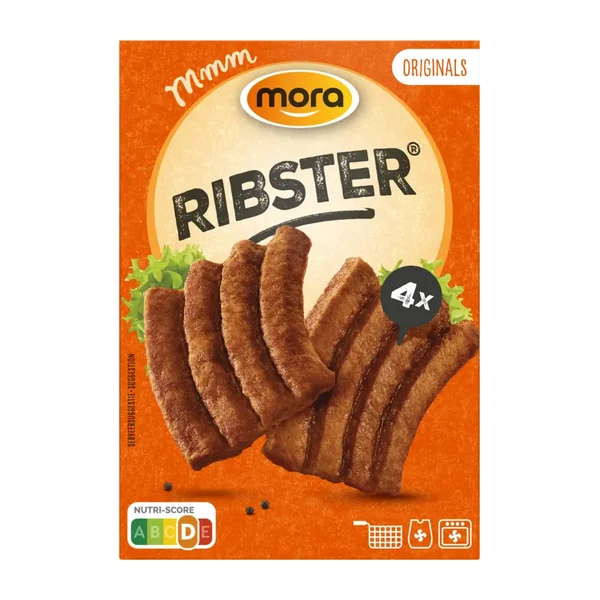 Mmm
ORIGINALS
mora
RIBSTER®
4x
SERVEERSUGGESTIE • SUGGESTION
NUTRI-SCORE
A B C D E